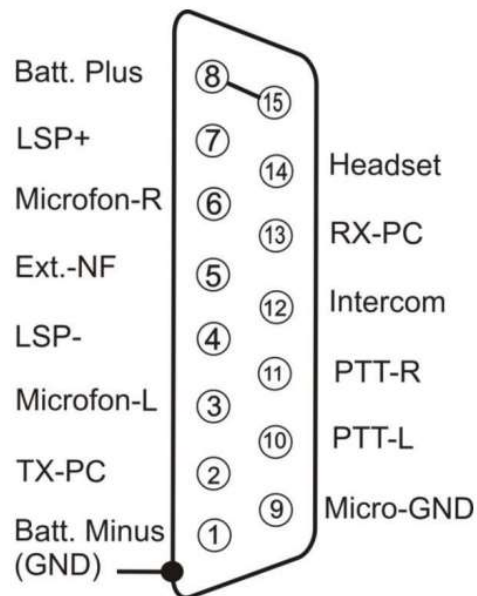 Batt. Plus
8
15
LSP+
7
14
Headset
Microfon-R
6
13
RX-PC
Ext.-NF
5
12
Intercom
LSP-
4
11
PTT-R
Microfon-L
3
10
PTT-L
TX-PC
2
9
Micro-GND
Batt. Minus
(GND)
1